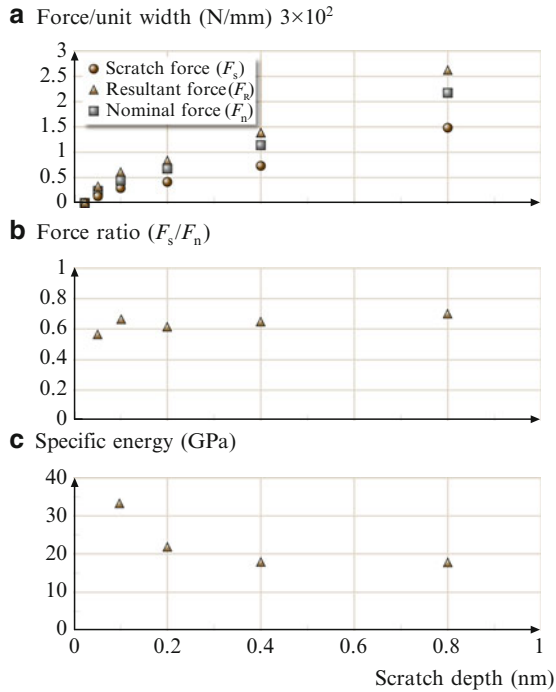 a Force/unit width (N/mm) 3×10²
3
2.5
2
1.5
1
0.5
0
Scratch force (Fₛ)
Resultant force (F_R)
Nominal force (Fₙ)
b Force ratio (Fₛ/Fₙ)
1
0.8
0.6
0.4
0.2
0
c Specific energy (GPa)
40
30
20
10
0
0 0.2 0.4 0.6 0.8 1
Scratch depth (nm)